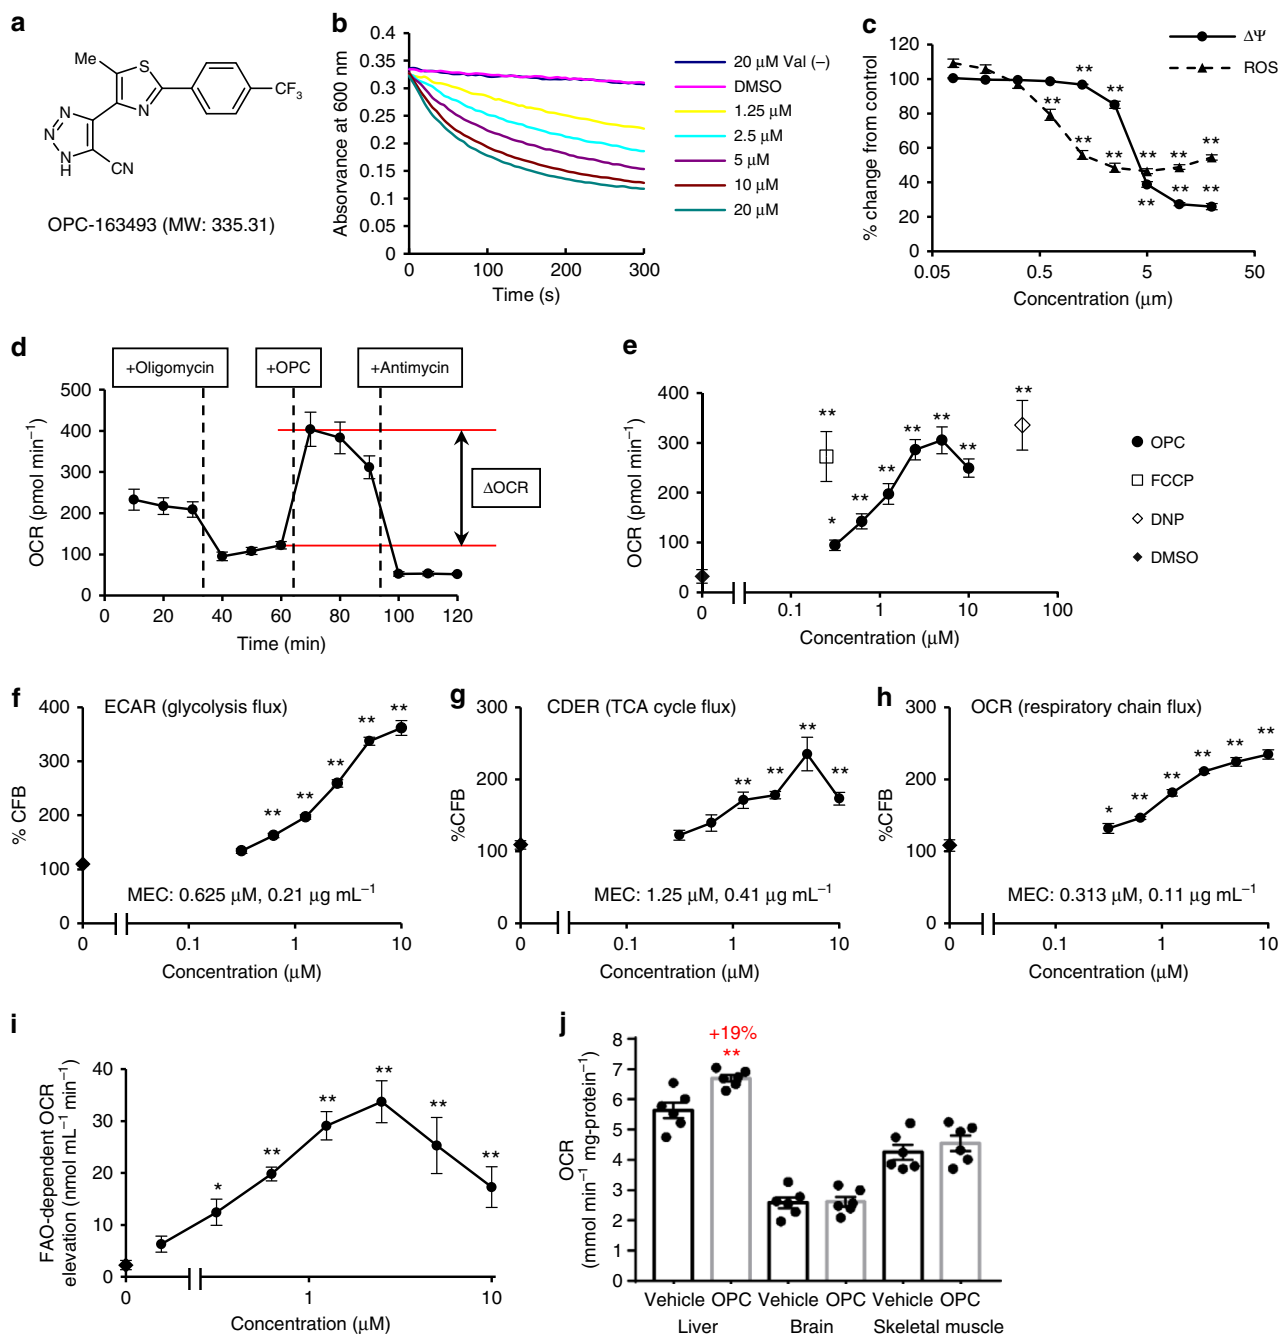 a
Me
S
N
N
N
N
H
CN
CF3
OPC-163493 (MW: 335.31)
b
Absorvance at 600 nm
0.4
0.35
0.3
0.25
0.2
0.15
0.1
0.05
0
0 100 200 300
Time (s)
20 µM Val (–)
DMSO
1.25 µM
2.5 µM
5 µM
10 µM
20 µM
c
ΔΨ
ROS
% change from control
120
100
80
60
40
20
0
** ** ** ** ** ** ** ** ** ** **
0.05 0.5 5 50
Concentration (µm)
d
+Oligomycin +OPC +Antimycin
OCR (pmol min−1)
500
400
300
200
100
0
ΔOCR
0 20 40 60 80 100 120
Time (min)
e
OCR (pmol min−1)
400
300
200
100
0
** * ** ** ** ** ** **
0 0.1 1 10 100
Concentration (µM)
OPC
FCCP
DNP
DMSO
f
ECAR (glycolysis flux)
% CFB
400
300
200
100
0
** ** ** ** **
MEC: 0.625 µM, 0.21 µg mL−1
0 0.1 1 10
Concentration (µM)
g
CDER (TCA cycle flux)
%CFB
300
200
100
0
** ** ** **
MEC: 1.25 µM, 0.41 µg mL−1
0 0.1 1 10
Concentration (µM)
h
OCR (respiratory chain flux)
%CFB
300
200
100
0
* ** ** ** ** **
MEC: 0.313 µM, 0.11 µg mL−1
0 0.1 1 10
Concentration (µM)
i
FAO-dependent OCR
elevation (nmol mL−1 min−1)
40
30
20
10
0
* ** ** ** ** **
0 1 10
Concentration (µM)
j
OCR
(mmol min−1 mg-protein−1)
8
7
6
5
4
3
2
1
0
+19%
**
Vehicle OPC Vehicle OPC Vehicle OPC
Liver Brain Skeletal muscle